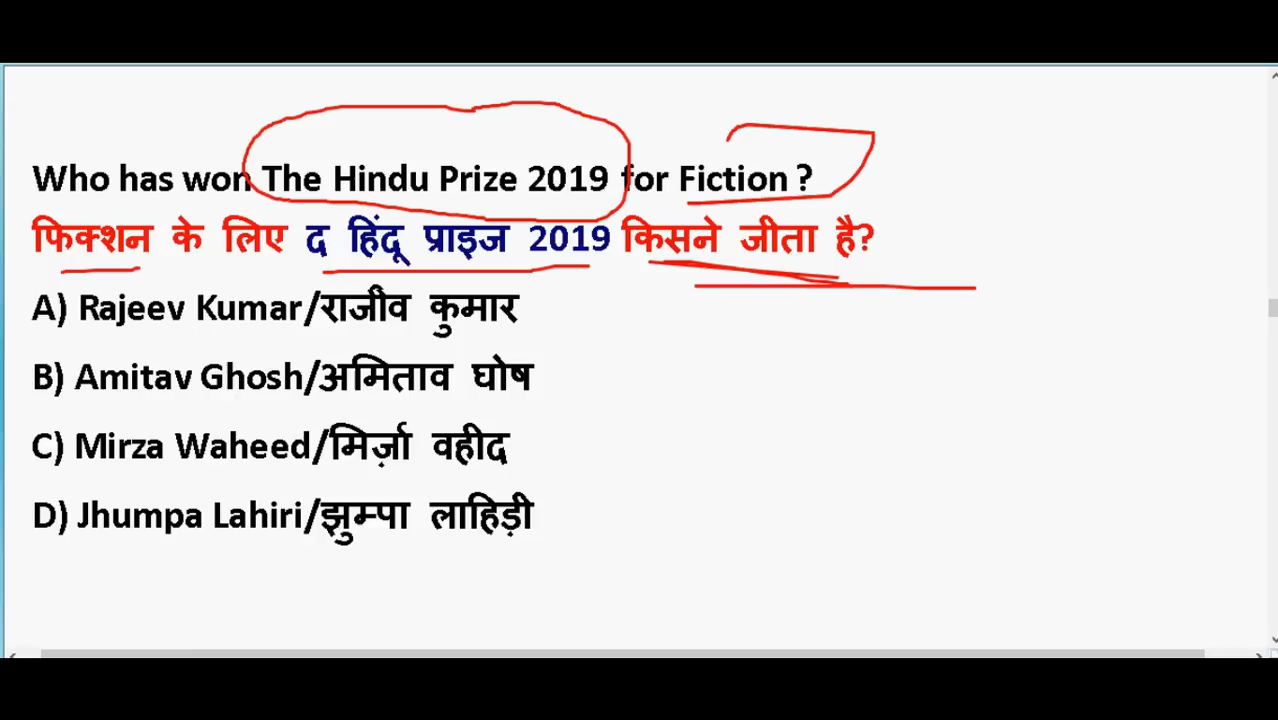 Who has won The Hindu Prize 2019 for Fiction ?
फिक्शन के लिए द हिंदू प्राइज 2019 किसने जीता है?
A) Rajeev Kumar/राजीव कुमार
B) Amitav Ghosh/अमिताव घोष
C) Mirza Waheed/मिर्ज़ा वहीद
D) Jhumpa Lahiri/झुम्पा लाहिड़ी